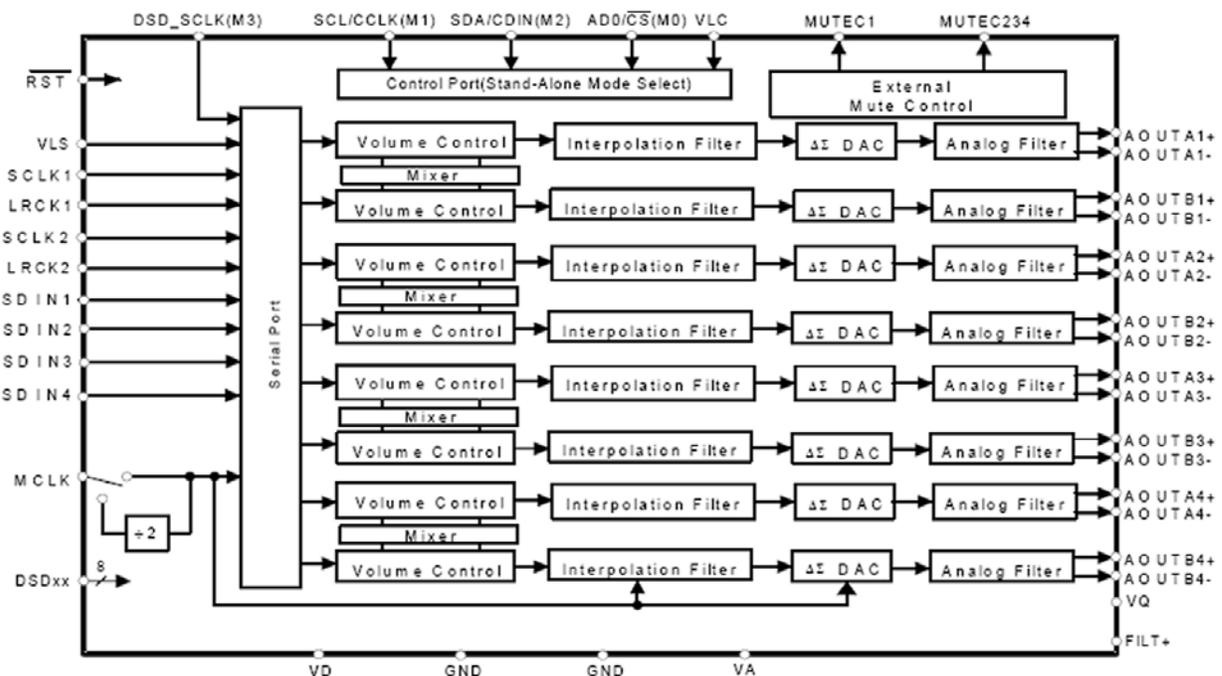 DSD_SCLK(M3) SCL/CCLK(M1) SDA/CDIN(M2) AD0/CS(M0) VLC MUTEC1 MUTEC234
RST
Control Port(Stand-Alone Mode Select)
External
Mute Control
VLS
SCLK1
LRCK1
SCLK2
LRCK2
SDIN1
SDIN2
SDIN3
SDIN4
MCLK
÷2
8
DSDxx
Serial Port
Volume Control Interpolation Filter ΔΣ DAC Analog Filter AOUTA1+
AOUTA1-
Mixer
Volume Control Interpolation Filter ΔΣ DAC Analog Filter AOUTB1+
AOUTB1-
Volume Control Interpolation Filter ΔΣ DAC Analog Filter AOUTA2+
AOUTA2-
Mixer
Volume Control Interpolation Filter ΔΣ DAC Analog Filter AOUTB2+
AOUTB2-
Volume Control Interpolation Filter ΔΣ DAC Analog Filter AOUTA3+
AOUTA3-
Mixer
Volume Control Interpolation Filter ΔΣ DAC Analog Filter AOUTB3+
AOUTB3-
Volume Control Interpolation Filter ΔΣ DAC Analog Filter AOUTA4+
AOUTA4-
Mixer
Volume Control Interpolation Filter ΔΣ DAC Analog Filter AOUTB4+
AOUTB4-
VQ
FILT+
VD GND GND VA